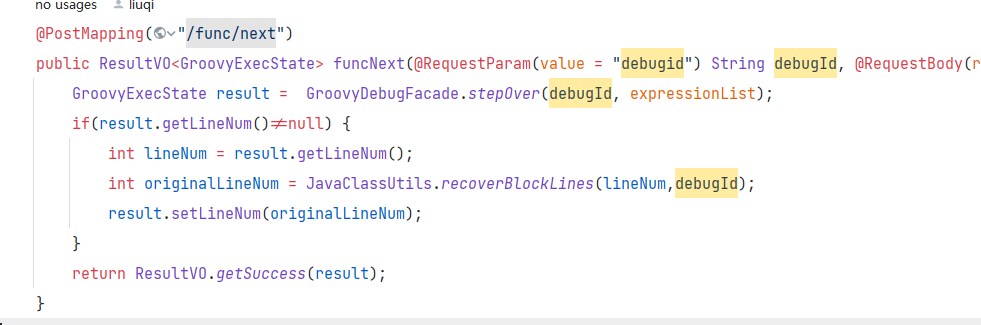 no usages liuqi
@PostMapping("/func/next")
public ResultVO<GroovyExecState> funcNext(@RequestParam(value = "debugid") String debugId, @RequestBody(r
GroovyExecState result = GroovyDebugFacade.stepOver(debugId, expressionList);
if(result.getLineNum()≠null) {
int lineNum = result.getLineNum();
int originalLineNum = JavaClassUtils.recoverBlockLines(lineNum,debugId);
result.setLineNum(originalLineNum);
}
return ResultVO.getSuccess(result);
}